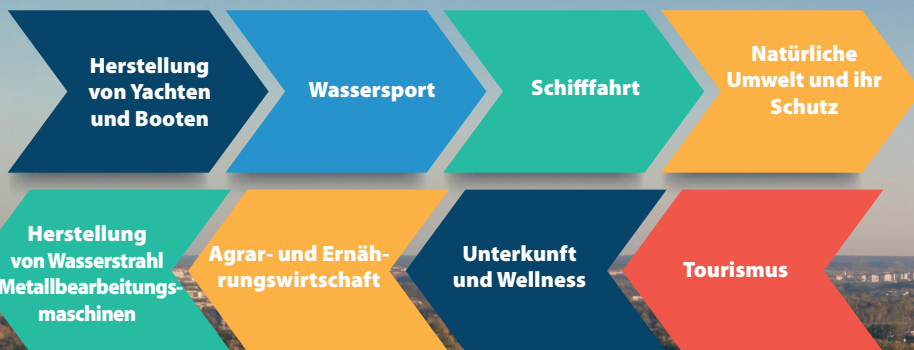 Herstellung
von Yachten
und Booten
Wassersport
Schifffahrt
Natürliche
Umwelt und ihr
Schutz
Herstellung
von Wasserstrahl
Metallbearbeitungs-
maschinen
Agrar- und Ernäh-
rungswirtschaft
Unterkunft
und Wellness
Tourismus